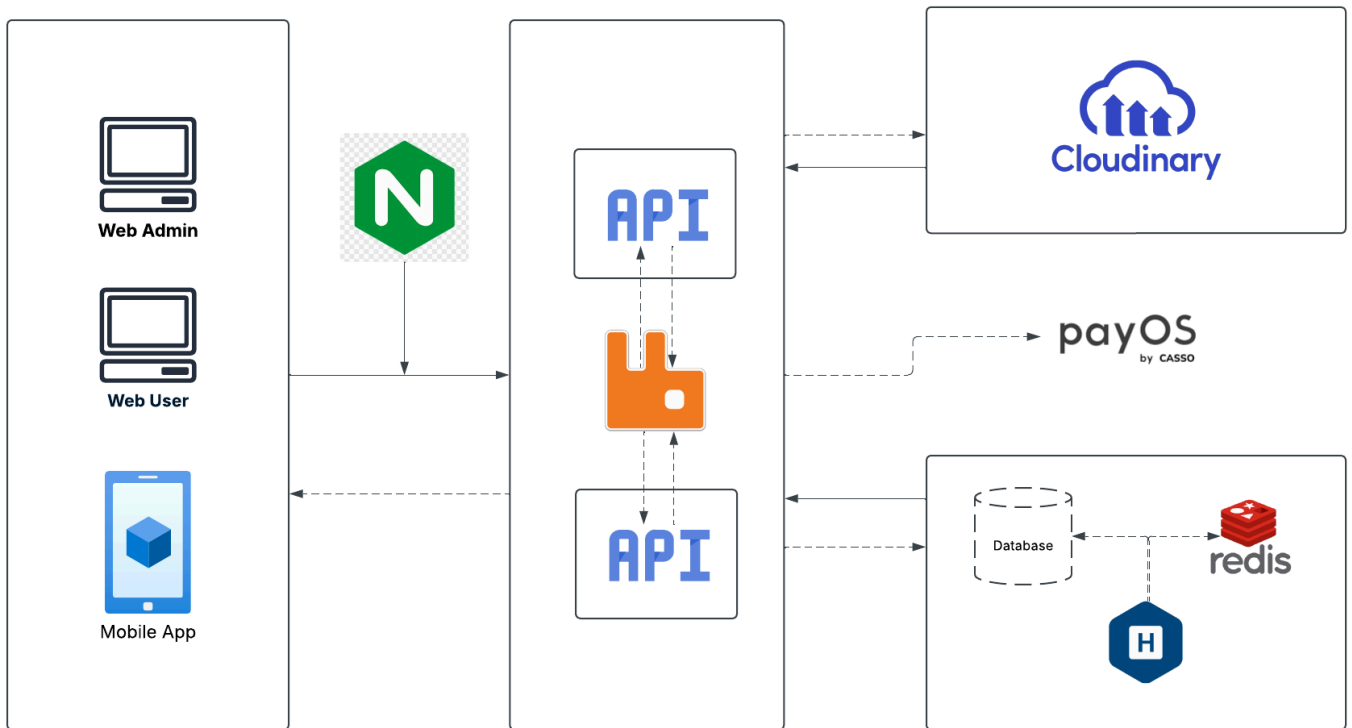 Web Admin
Web User
Mobile App
N
API
API
Cloudinary
payOS
by CASSO
Database
redis
H